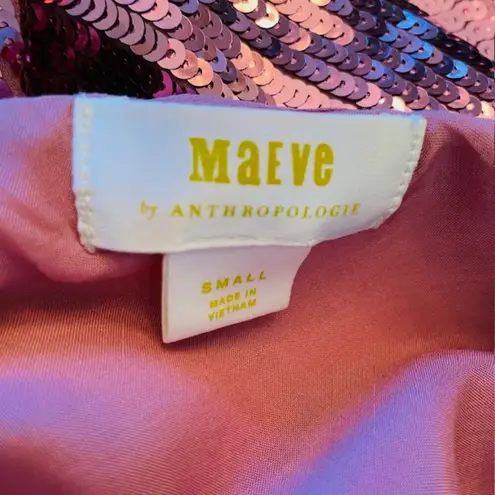 MaEve
by ANTHROPOLOGIE
SMALL
MADE IN
VIETNAM